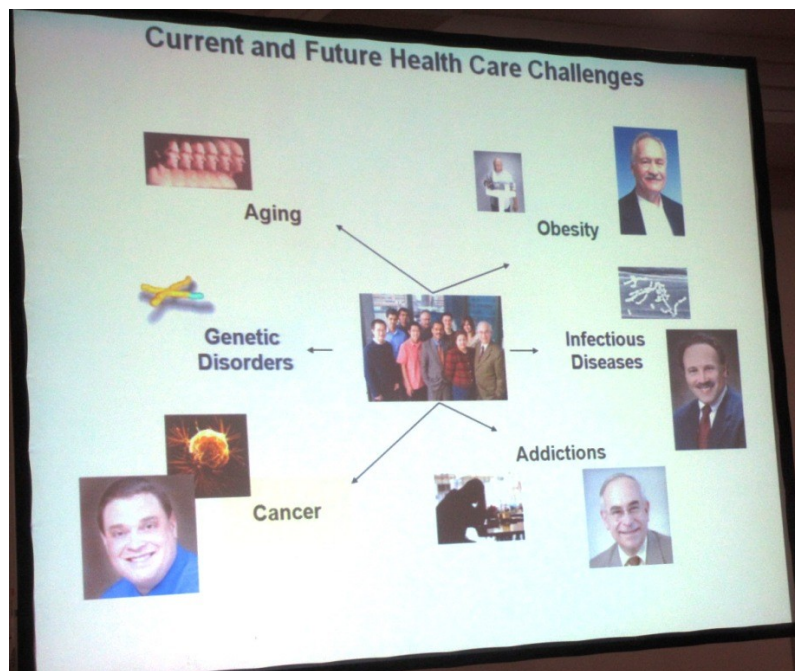 Current and Future Health Care Challenges
Aging
Obesity
Genetic
Disorders
Infectious
Diseases
Addictions
Cancer